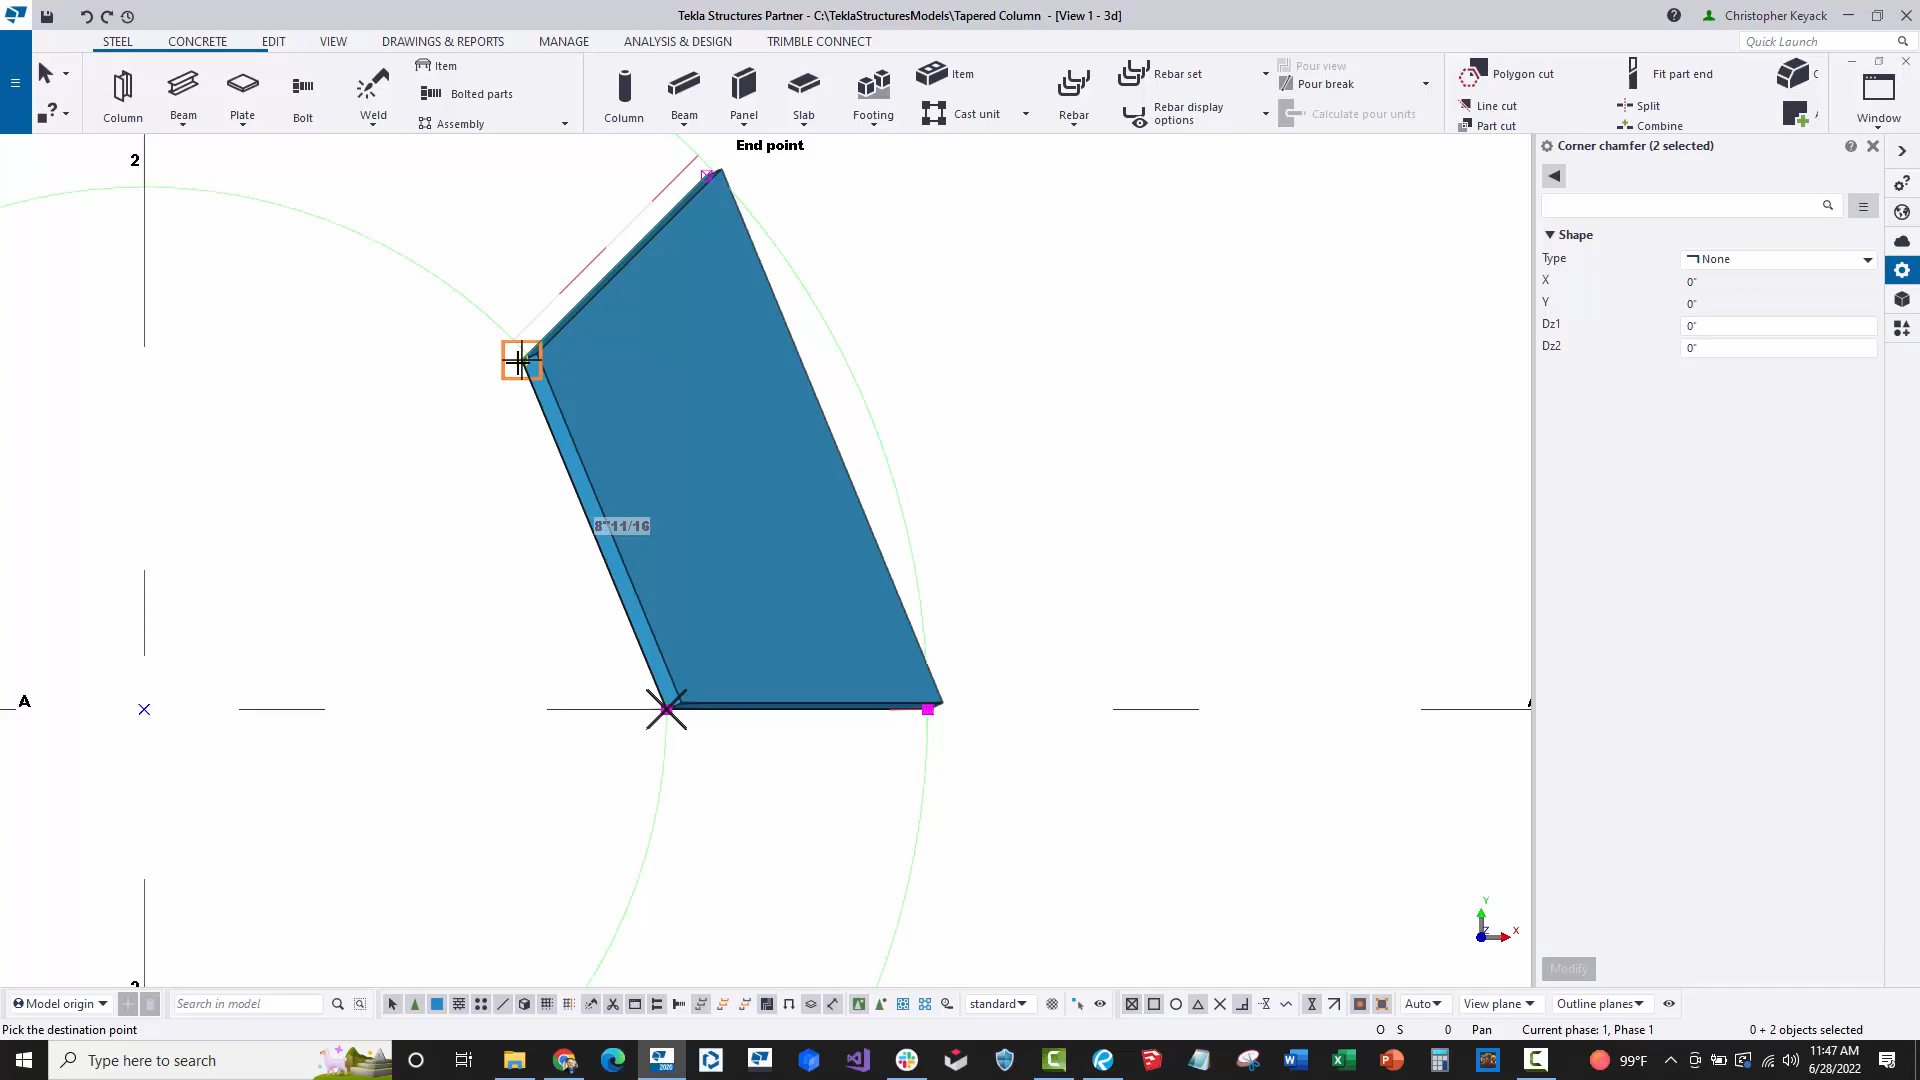 Tekla Structures Partner - C:\TeklaStructuresModels\Tapered Column - [View 1 - 3d]
Christopher Keyack
STEEL CONCRETE EDIT VIEW DRAWINGS & REPORTS MANAGE ANALYSIS & DESIGN TRIMBLE CONNECT
Quick Launch
Column Beam Plate Bolt Weld
Item
Bolted parts
Assembly
Column Beam Panel Slab Footing
Item
Cast unit
Rebar
Rebar set
Rebar display options
Pour view
Pour break
Calculate pour units
Polygon cut
Line cut
Part cut
Fit part end
Split
Combine
Window
End point
2
8"11/16
A
Y
X
Z
Corner chamfer (2 selected)
Shape
Type None
X 0"
Y 0"
Dz1 0"
Dz2 0"
Modify
Model origin
Search in model
standard
Auto
View plane
Outline planes
Pick the destination point
O S 0 Pan Current phase: 1, Phase 1 0 + 2 objects selected
Type here to search
2020
99°F
11:47 AM
6/28/2022